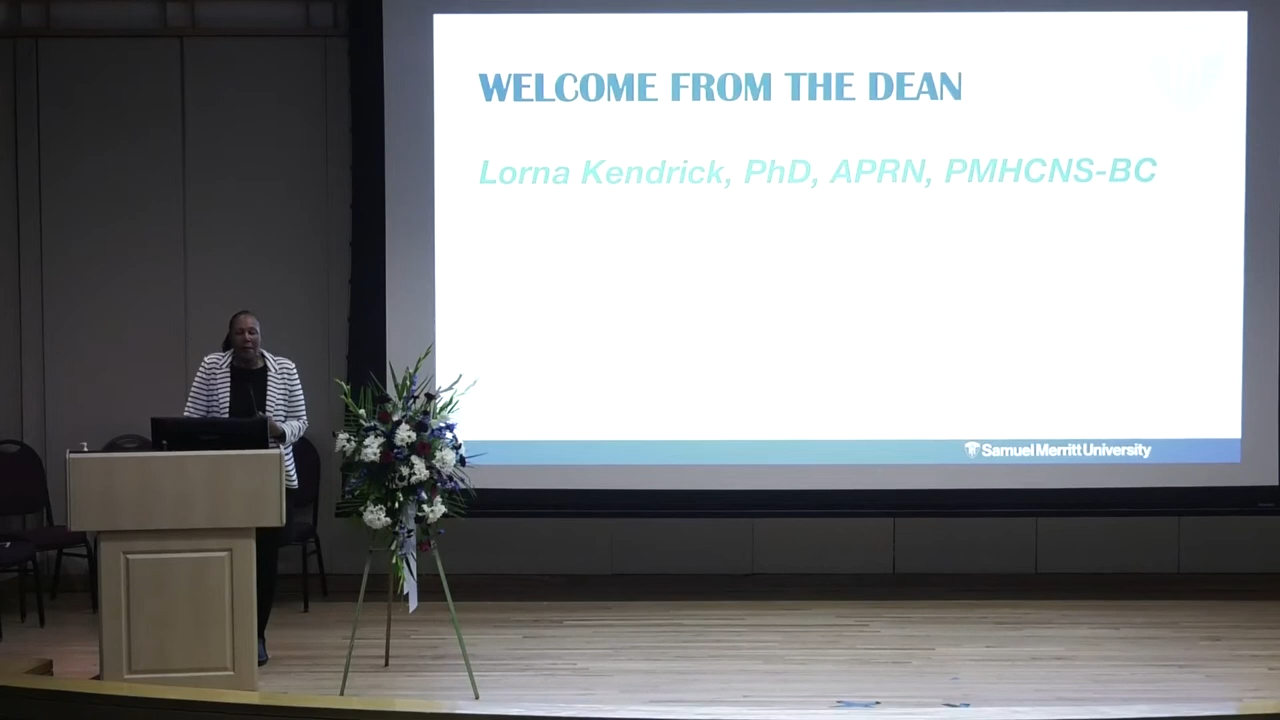 WELCOME FROM THE DEAN
Lorna Kendrick, PhD, APRN, PMHCNS-BC
Samuel Merritt University